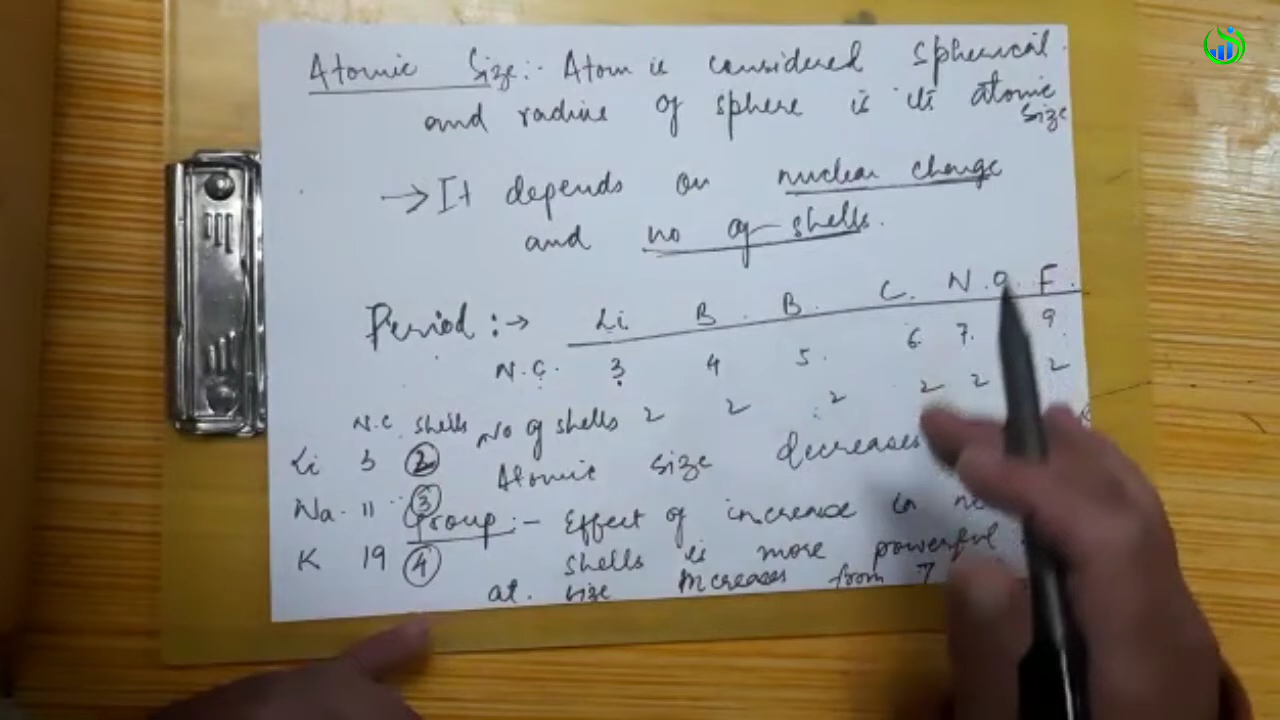 Atomic Size:- Atom is considered Spherical.
and radius of sphere is its atomic size
→ It depends on nuclear charge
and no of shells.
Period :→ Li B. B. C. N. O. F.
N.C. 3 4 5. 6. 7. 9.
No of shells 2 2 2 2 2 2
Atomic size decreases
N.C. shells
Li 3 2
Na. 11 3
K 19 4
Group:- Effect of increase in
shells is more powerful
at. size increases from